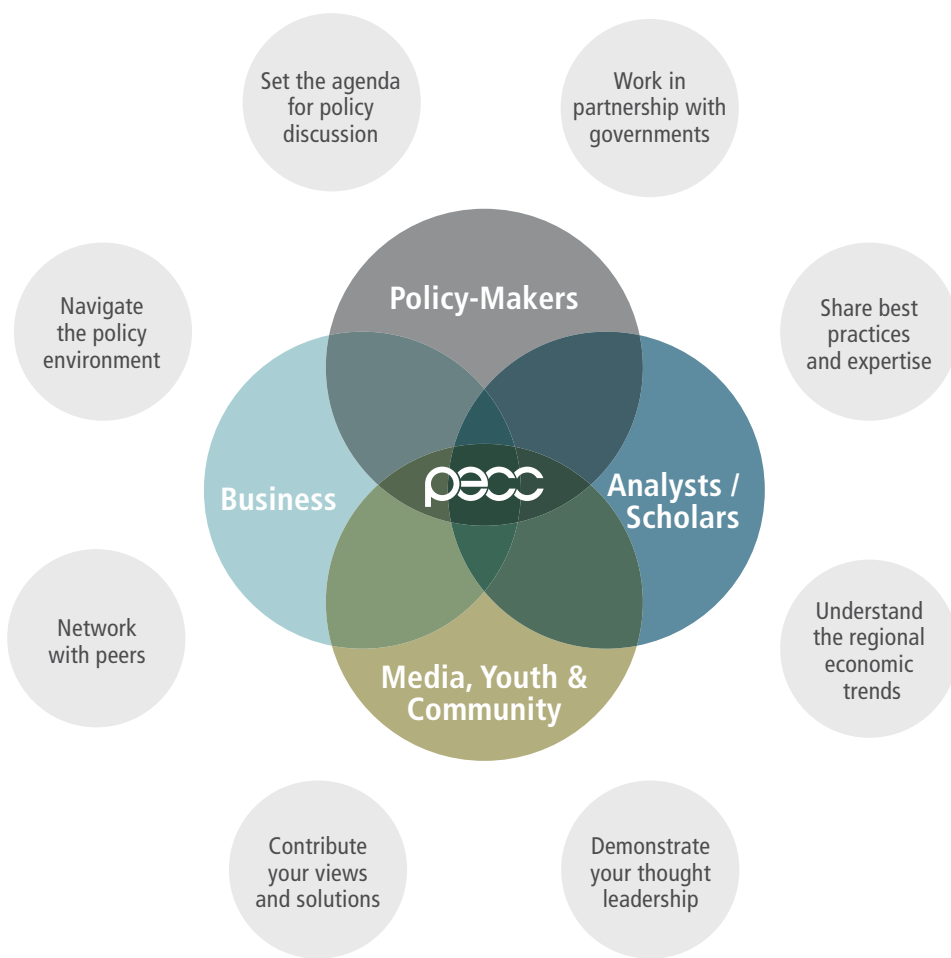 Set the agenda
for policy
discussion
Work in
partnership with
governments
Navigate
the policy
environment
Policy-Makers
Share best
practices
and expertise
Business
pecc
Analysts /
Scholars
Network
with peers
Media, Youth &
Community
Understand
the regional
economic
trends
Contribute
your views
and solutions
Demonstrate
your thought
leadership